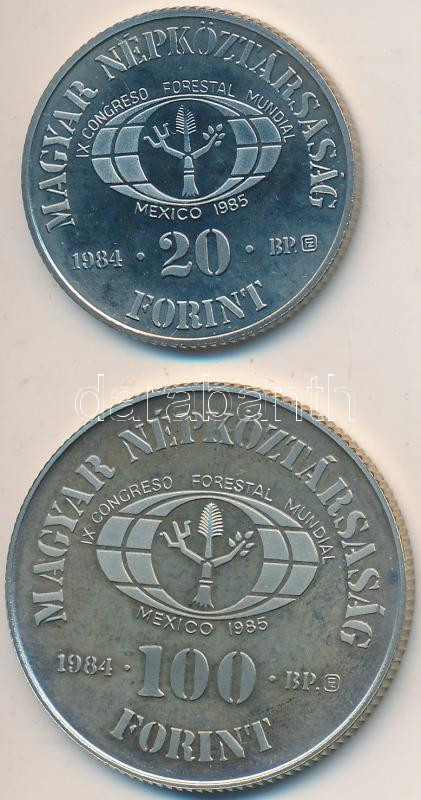 MAGYAR NÉPKÖZTÁRSASÁG
IX CONGRESO FORESTAL MUNDIAL
MEXICO 1985
1984 · 20 · BP.
FORINT
darabanth
MAGYAR NÉPKÖZTÁRSASÁG
IX CONGRESO FORESTAL MUNDIAL
MEXICO 1985
1984 · 100 · BP.
FORINT